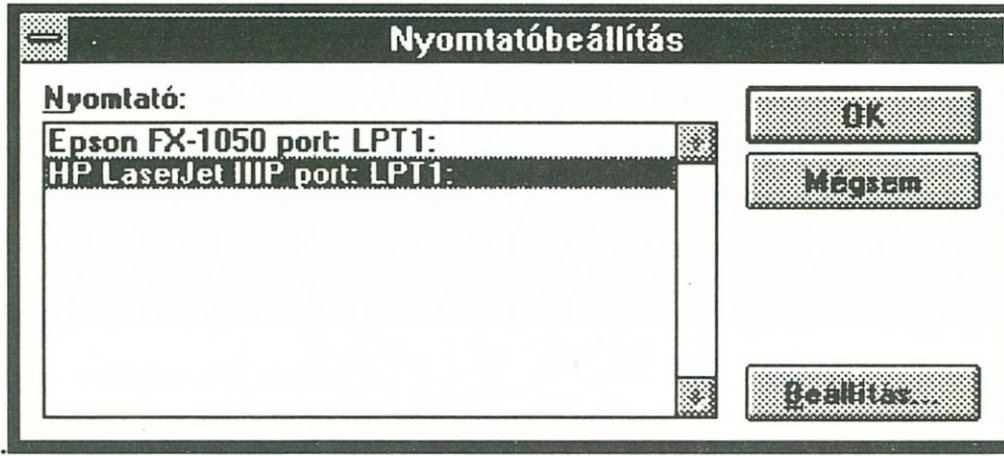 Nyomtatóbeállítás
Nyomtató:
Epson FX-1050 port: LPT1:
HP LaserJet IIIP port: LPT1:
OK
Mégsem
Beállítás...